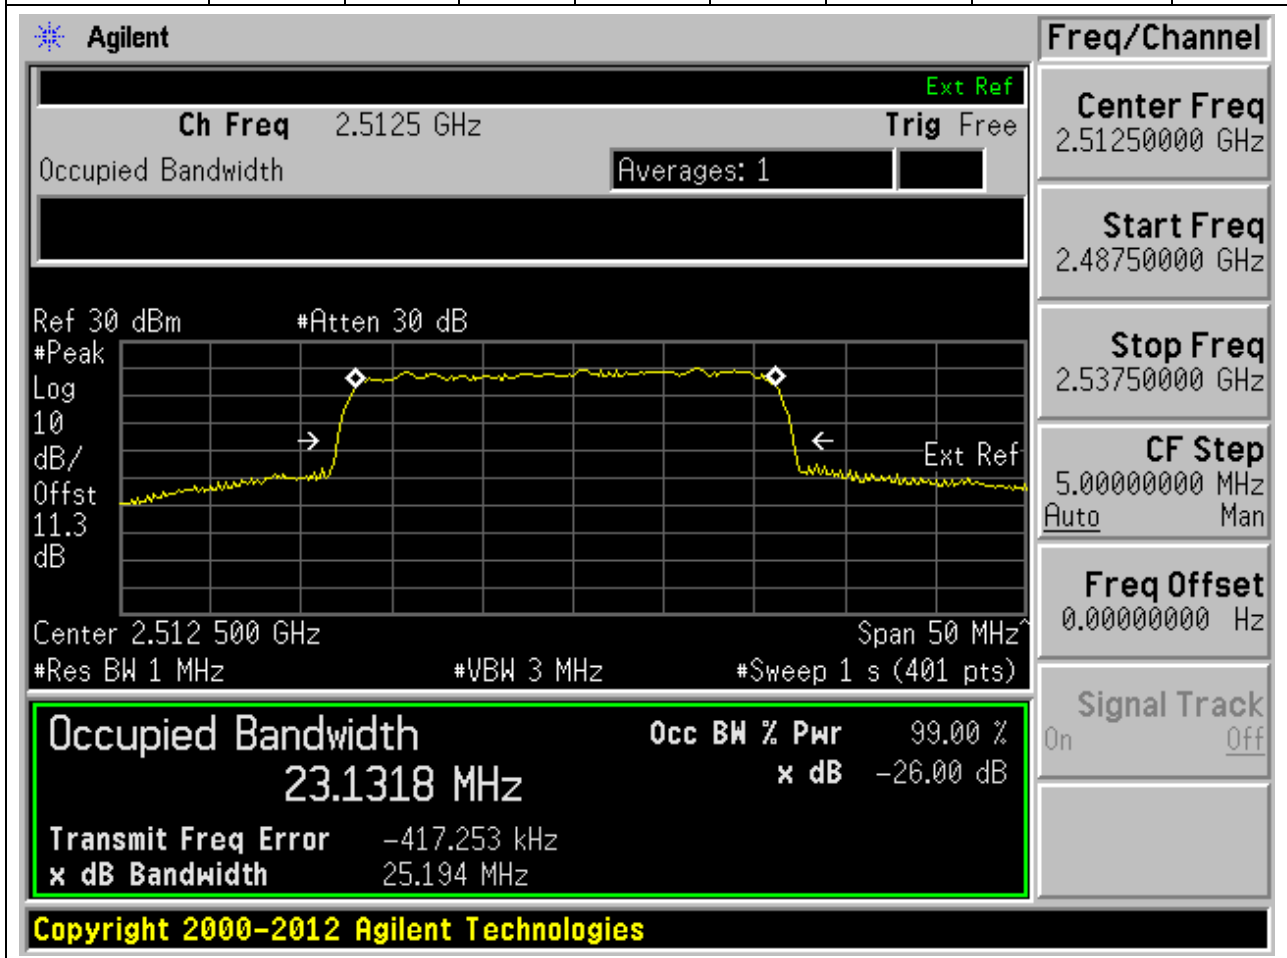 Agilent
Freq/Channel
Ext Ref
Ch Freq 2.5125 GHz Trig Free
Occupied Bandwidth Averages: 1
Center Freq
2.51250000 GHz
Start Freq
2.48750000 GHz
Stop Freq
2.53750000 GHz
CF Step
5.00000000 MHz
Auto Man
Freq Offset
0.00000000 Hz
Signal Track
On Off
Ref 30 dBm #Atten 30 dB
#Peak
Log
10
dB/
Offst
11.3
dB
Ext Ref
Center 2.512 500 GHz Span 50 MHz^
#Res BW 1 MHz #VBW 3 MHz #Sweep 1 s (401 pts)
Occupied Bandwidth
23.1318 MHz
Occ BW % Pwr 99.00 %
x dB -26.00 dB
Transmit Freq Error -417.253 kHz
x dB Bandwidth 25.194 MHz
Copyright 2000-2012 Agilent Technologies